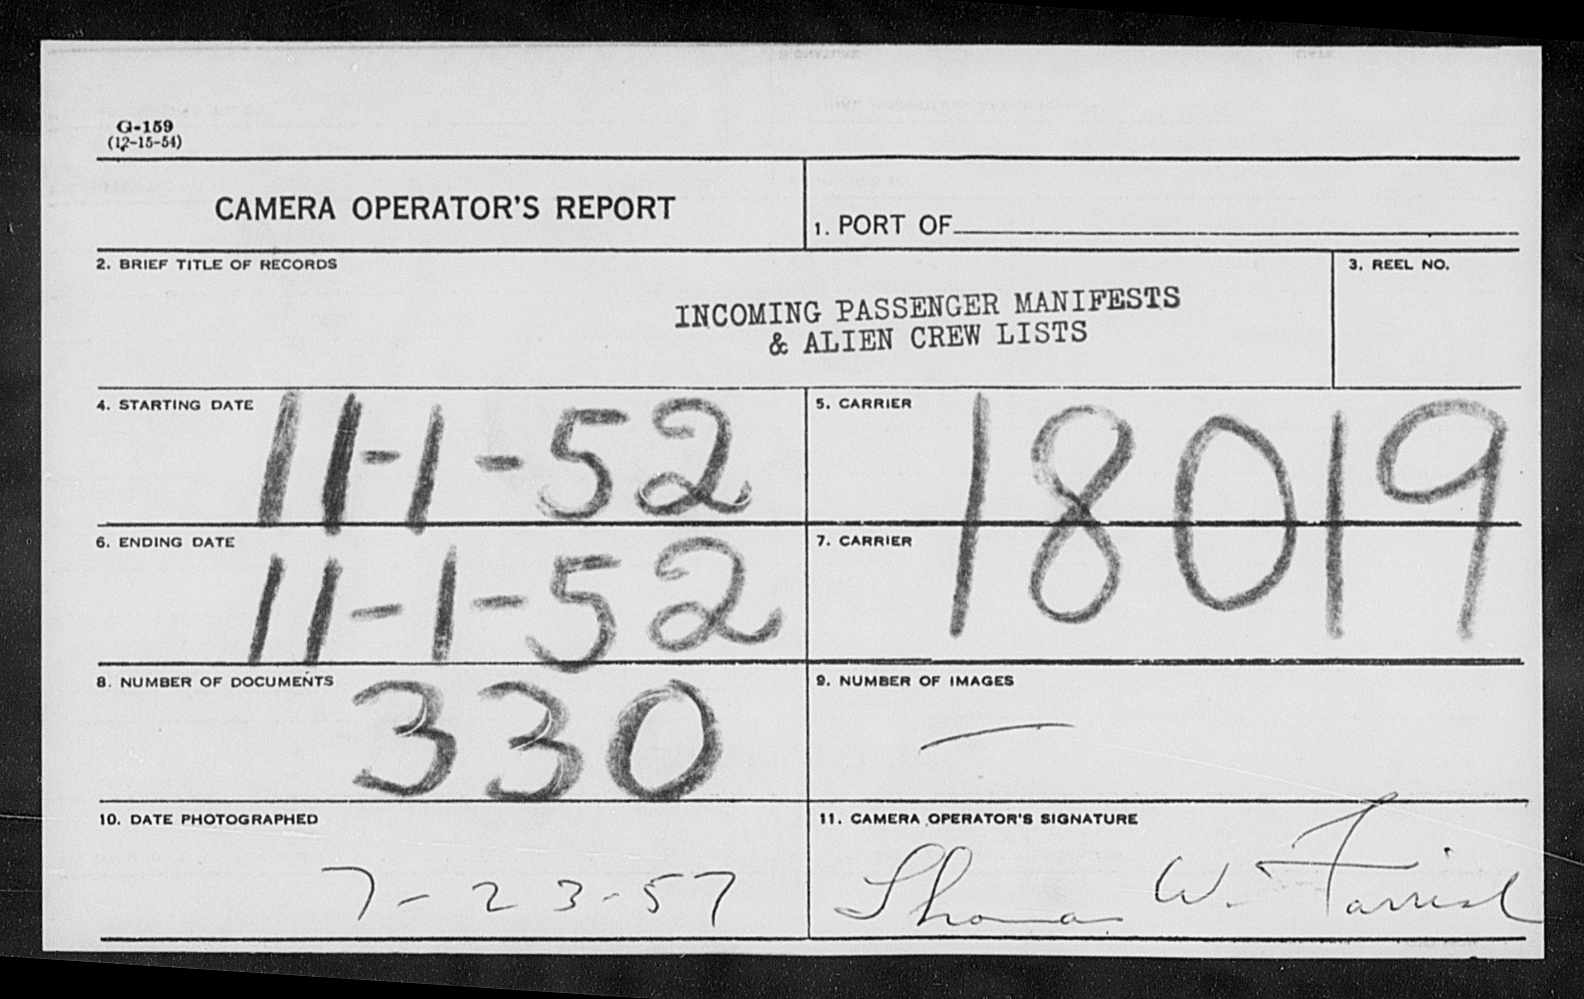 G-159
(12-15-54)
CAMERA OPERATOR'S REPORT
1. PORT OF
2. BRIEF TITLE OF RECORDS
INCOMING PASSENGER MANIFESTS
& ALIEN CREW LISTS
3. REEL NO.
4. STARTING DATE 11-1-52
5. CARRIER 18019
6. ENDING DATE 11-1-52
7. CARRIER
8. NUMBER OF DOCUMENTS 330
9. NUMBER OF IMAGES —
10. DATE PHOTOGRAPHED
7-23-57
11. CAMERA OPERATOR'S SIGNATURE
Thomas W.